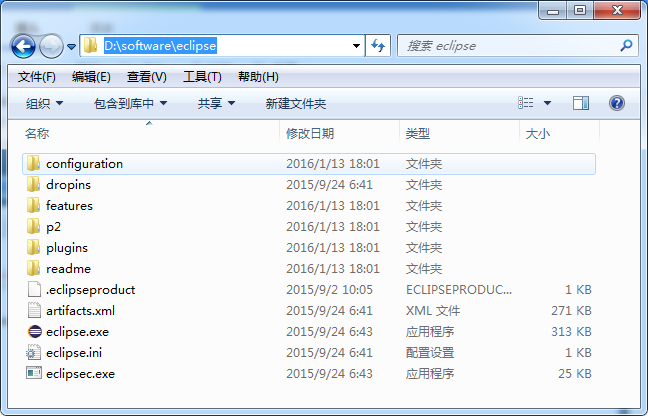 D:\software\eclipse
搜索 eclipse
文件(F) 编辑(E) 查看(V) 工具(T) 帮助(H)
组织 包含到库中 共享 新建文件夹
名称 修改日期 类型 大小
configuration 2016/1/13 18:01 文件夹
dropins 2015/9/24 6:41 文件夹
features 2016/1/13 18:01 文件夹
p2 2016/1/13 18:01 文件夹
plugins 2016/1/13 18:01 文件夹
readme 2016/1/13 18:01 文件夹
.eclipseproduct 2015/9/2 10:05 ECLIPSEPRODUC... 1 KB
artifacts.xml 2015/9/24 6:41 XML 文件 271 KB
eclipse.exe 2015/9/24 6:43 应用程序 313 KB
eclipse.ini 2015/9/24 6:41 配置设置 1 KB
eclipsec.exe 2015/9/24 6:43 应用程序 25 KB